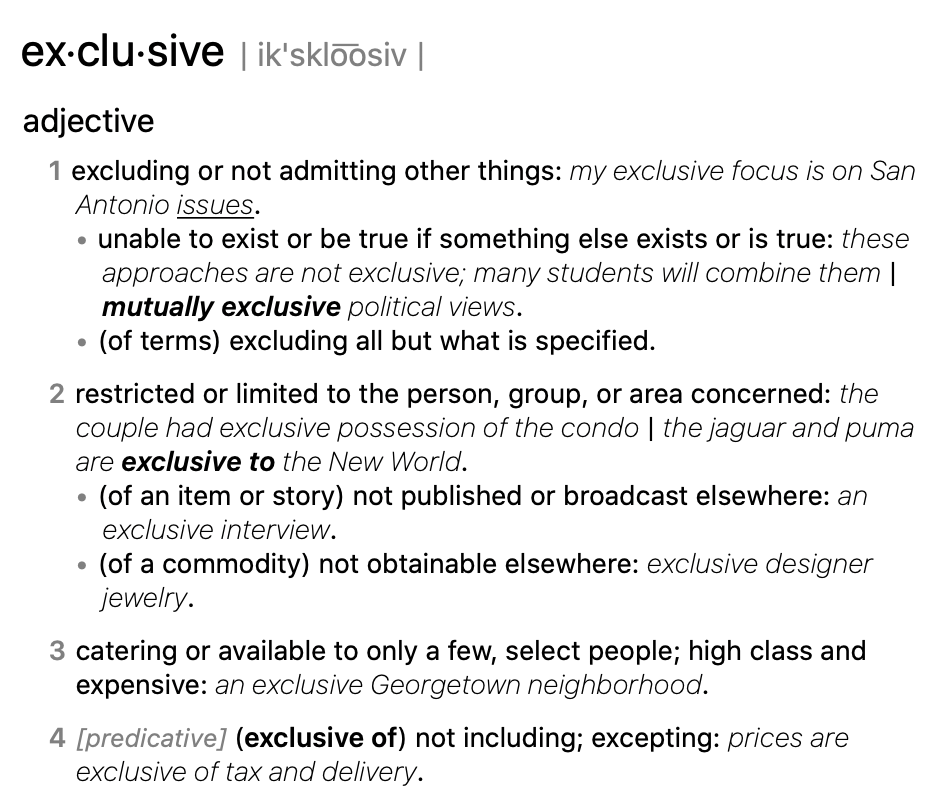 ex·clu·sive | ik'sklo͞osiv |
adjective
1 excluding or not admitting other things: my exclusive focus is on San
Antonio issues.
• unable to exist or be true if something else exists or is true: these
approaches are not exclusive; many students will combine them |
mutually exclusive political views.
• (of terms) excluding all but what is specified.
2 restricted or limited to the person, group, or area concerned: the
couple had exclusive possession of the condo | the jaguar and puma
are exclusive to the New World.
• (of an item or story) not published or broadcast elsewhere: an
exclusive interview.
• (of a commodity) not obtainable elsewhere: exclusive designer
jewelry.
3 catering or available to only a few, select people; high class and
expensive: an exclusive Georgetown neighborhood.
4 [predicative] (exclusive of) not including; excepting: prices are
exclusive of tax and delivery.